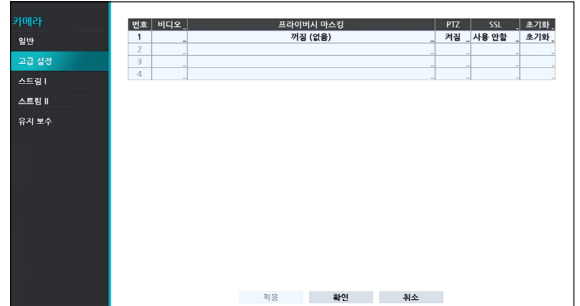 카메라
일반
고급 설정
스트림 I
스트림 II
유지 보수
번호 비디오 프라이버시 마스킹 PTZ SSL 초기화
1 꺼짐 (없음) 켜짐 사용 안함 초기화
2
3
4
적용 확인 취소